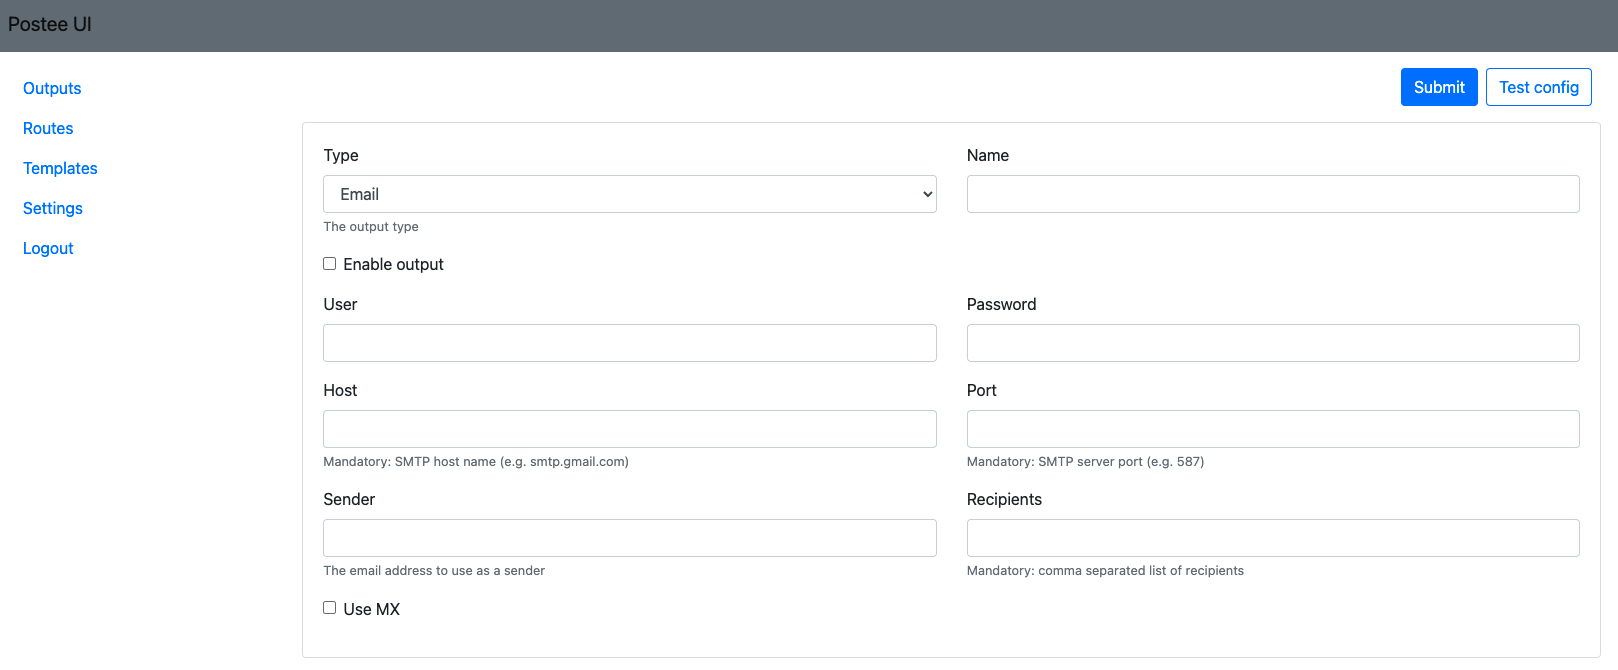 Postee UI
Outputs
Routes
Templates
Settings
Logout
Submit
Test config
Type
Name
Email
The output type
Enable output
User
Password
Host
Port
Mandatory: SMTP host name (e.g. smtp.gmail.com)
Mandatory: SMTP server port (e.g. 587)
Sender
Recipients
The email address to use as a sender
Mandatory: comma separated list of recipients
Use MX